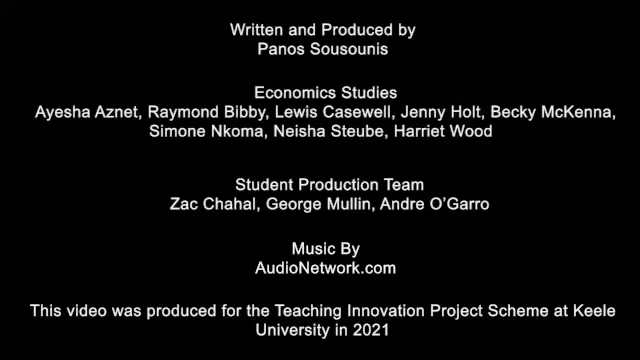 Written and Produced by
Panos Sousounis
Economics Studies
Ayesha Aznet, Raymond Bibby, Lewis Casewell, Jenny Holt, Becky McKenna,
Simone Nkoma, Neisha Steube, Harriet Wood
Student Production Team
Zac Chahal, George Mullin, Andre O'Garro
Music By
AudioNetwork.com
This video was produced for the Teaching Innovation Project Scheme at Keele
University in 2021